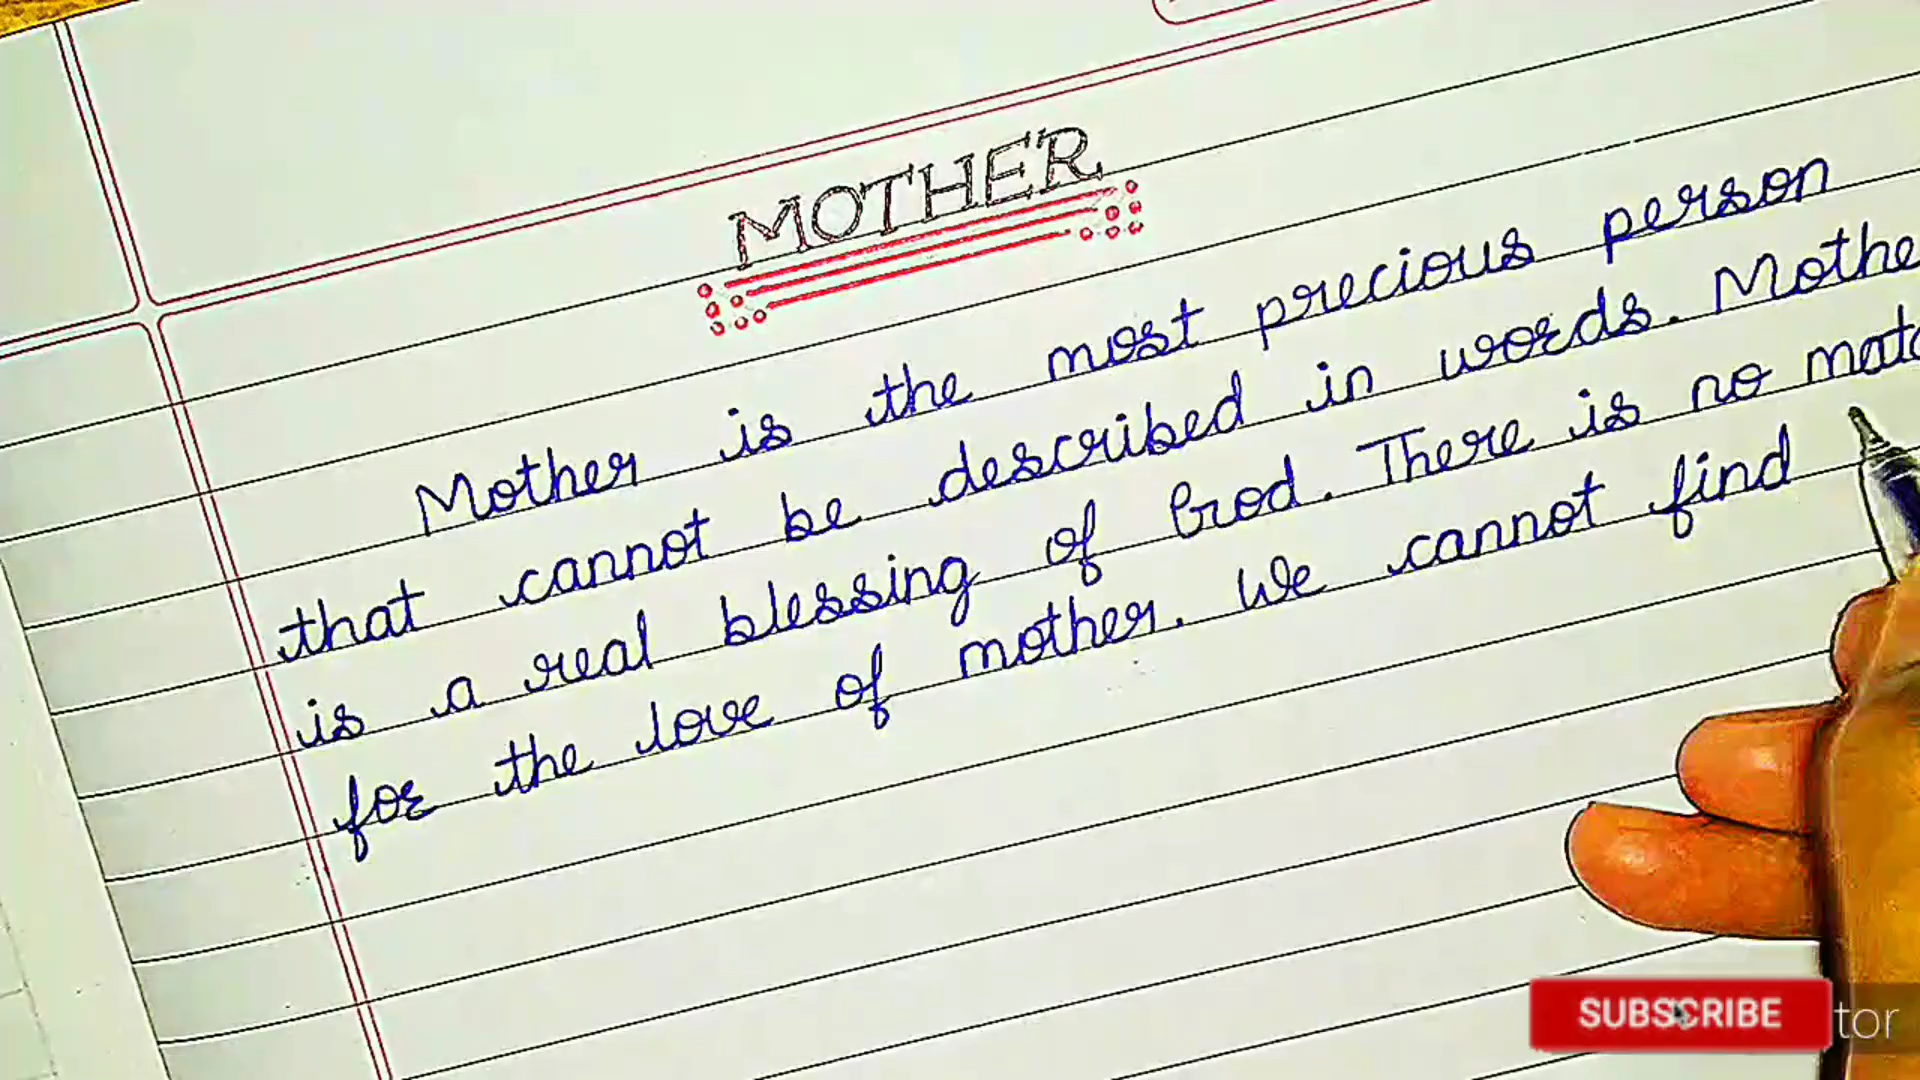 MOTHER
Mother is the most precious person
that cannot be described in words. Mothe
is a real blessing of God. There is no matc
for the love of mother. We cannot find
SUBSCRIBE
tor